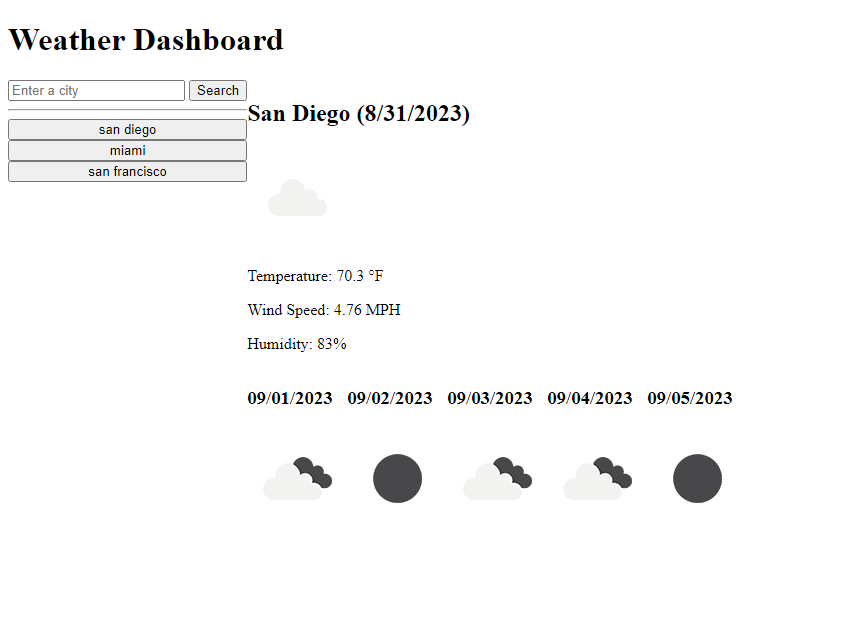 Weather Dashboard
Enter a city
Search
san diego
miami
san francisco
San Diego (8/31/2023)
Temperature: 70.3 °F
Wind Speed: 4.76 MPH
Humidity: 83%
09/01/2023 09/02/2023 09/03/2023 09/04/2023 09/05/2023